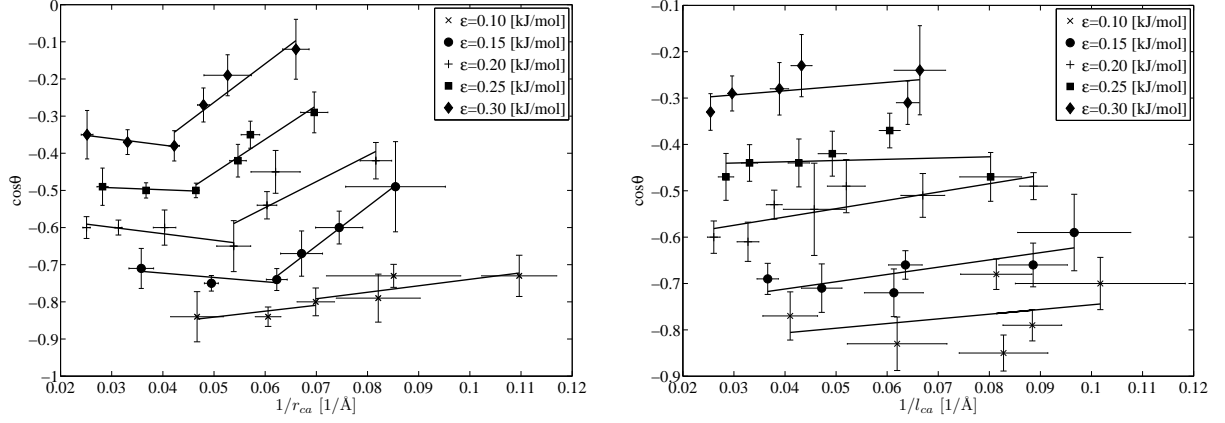 0
−0.1
−0.2
−0.3
−0.4
−0.5
−0.6
−0.7
−0.8
−0.9
−1
cosθ
0.02 0.03 0.04 0.05 0.06 0.07 0.08 0.09 0.1 0.11 0.12
1/r_{ca} [1/Å]
ε=0.10 [kJ/mol]
ε=0.15 [kJ/mol]
ε=0.20 [kJ/mol]
ε=0.25 [kJ/mol]
ε=0.30 [kJ/mol]
−0.1
−0.2
−0.3
−0.4
−0.5
−0.6
−0.7
−0.8
−0.9
cosθ
0.02 0.03 0.04 0.05 0.06 0.07 0.08 0.09 0.1 0.11 0.12
1/l_{ca} [1/Å]
ε=0.10 [kJ/mol]
ε=0.15 [kJ/mol]
ε=0.20 [kJ/mol]
ε=0.25 [kJ/mol]
ε=0.30 [kJ/mol]